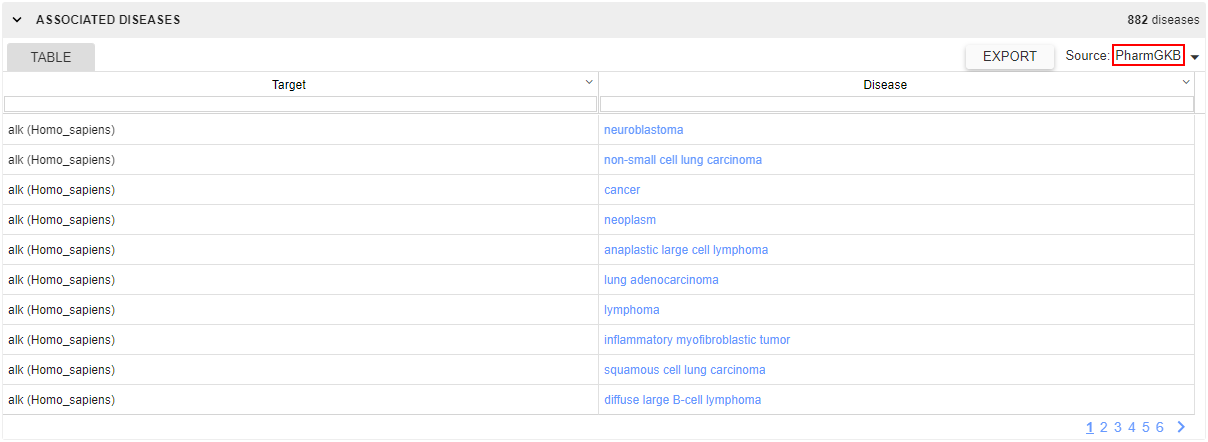 ASSOCIATED DISEASES 882 diseases
TABLE EXPORT Source: PharmGKB
Target Disease
alk (Homo_sapiens) neuroblastoma
alk (Homo_sapiens) non-small cell lung carcinoma
alk (Homo_sapiens) cancer
alk (Homo_sapiens) neoplasm
alk (Homo_sapiens) anaplastic large cell lymphoma
alk (Homo_sapiens) lung adenocarcinoma
alk (Homo_sapiens) lymphoma
alk (Homo_sapiens) inflammatory myofibroblastic tumor
alk (Homo_sapiens) squamous cell lung carcinoma
alk (Homo_sapiens) diffuse large B-cell lymphoma
1 2 3 4 5 6